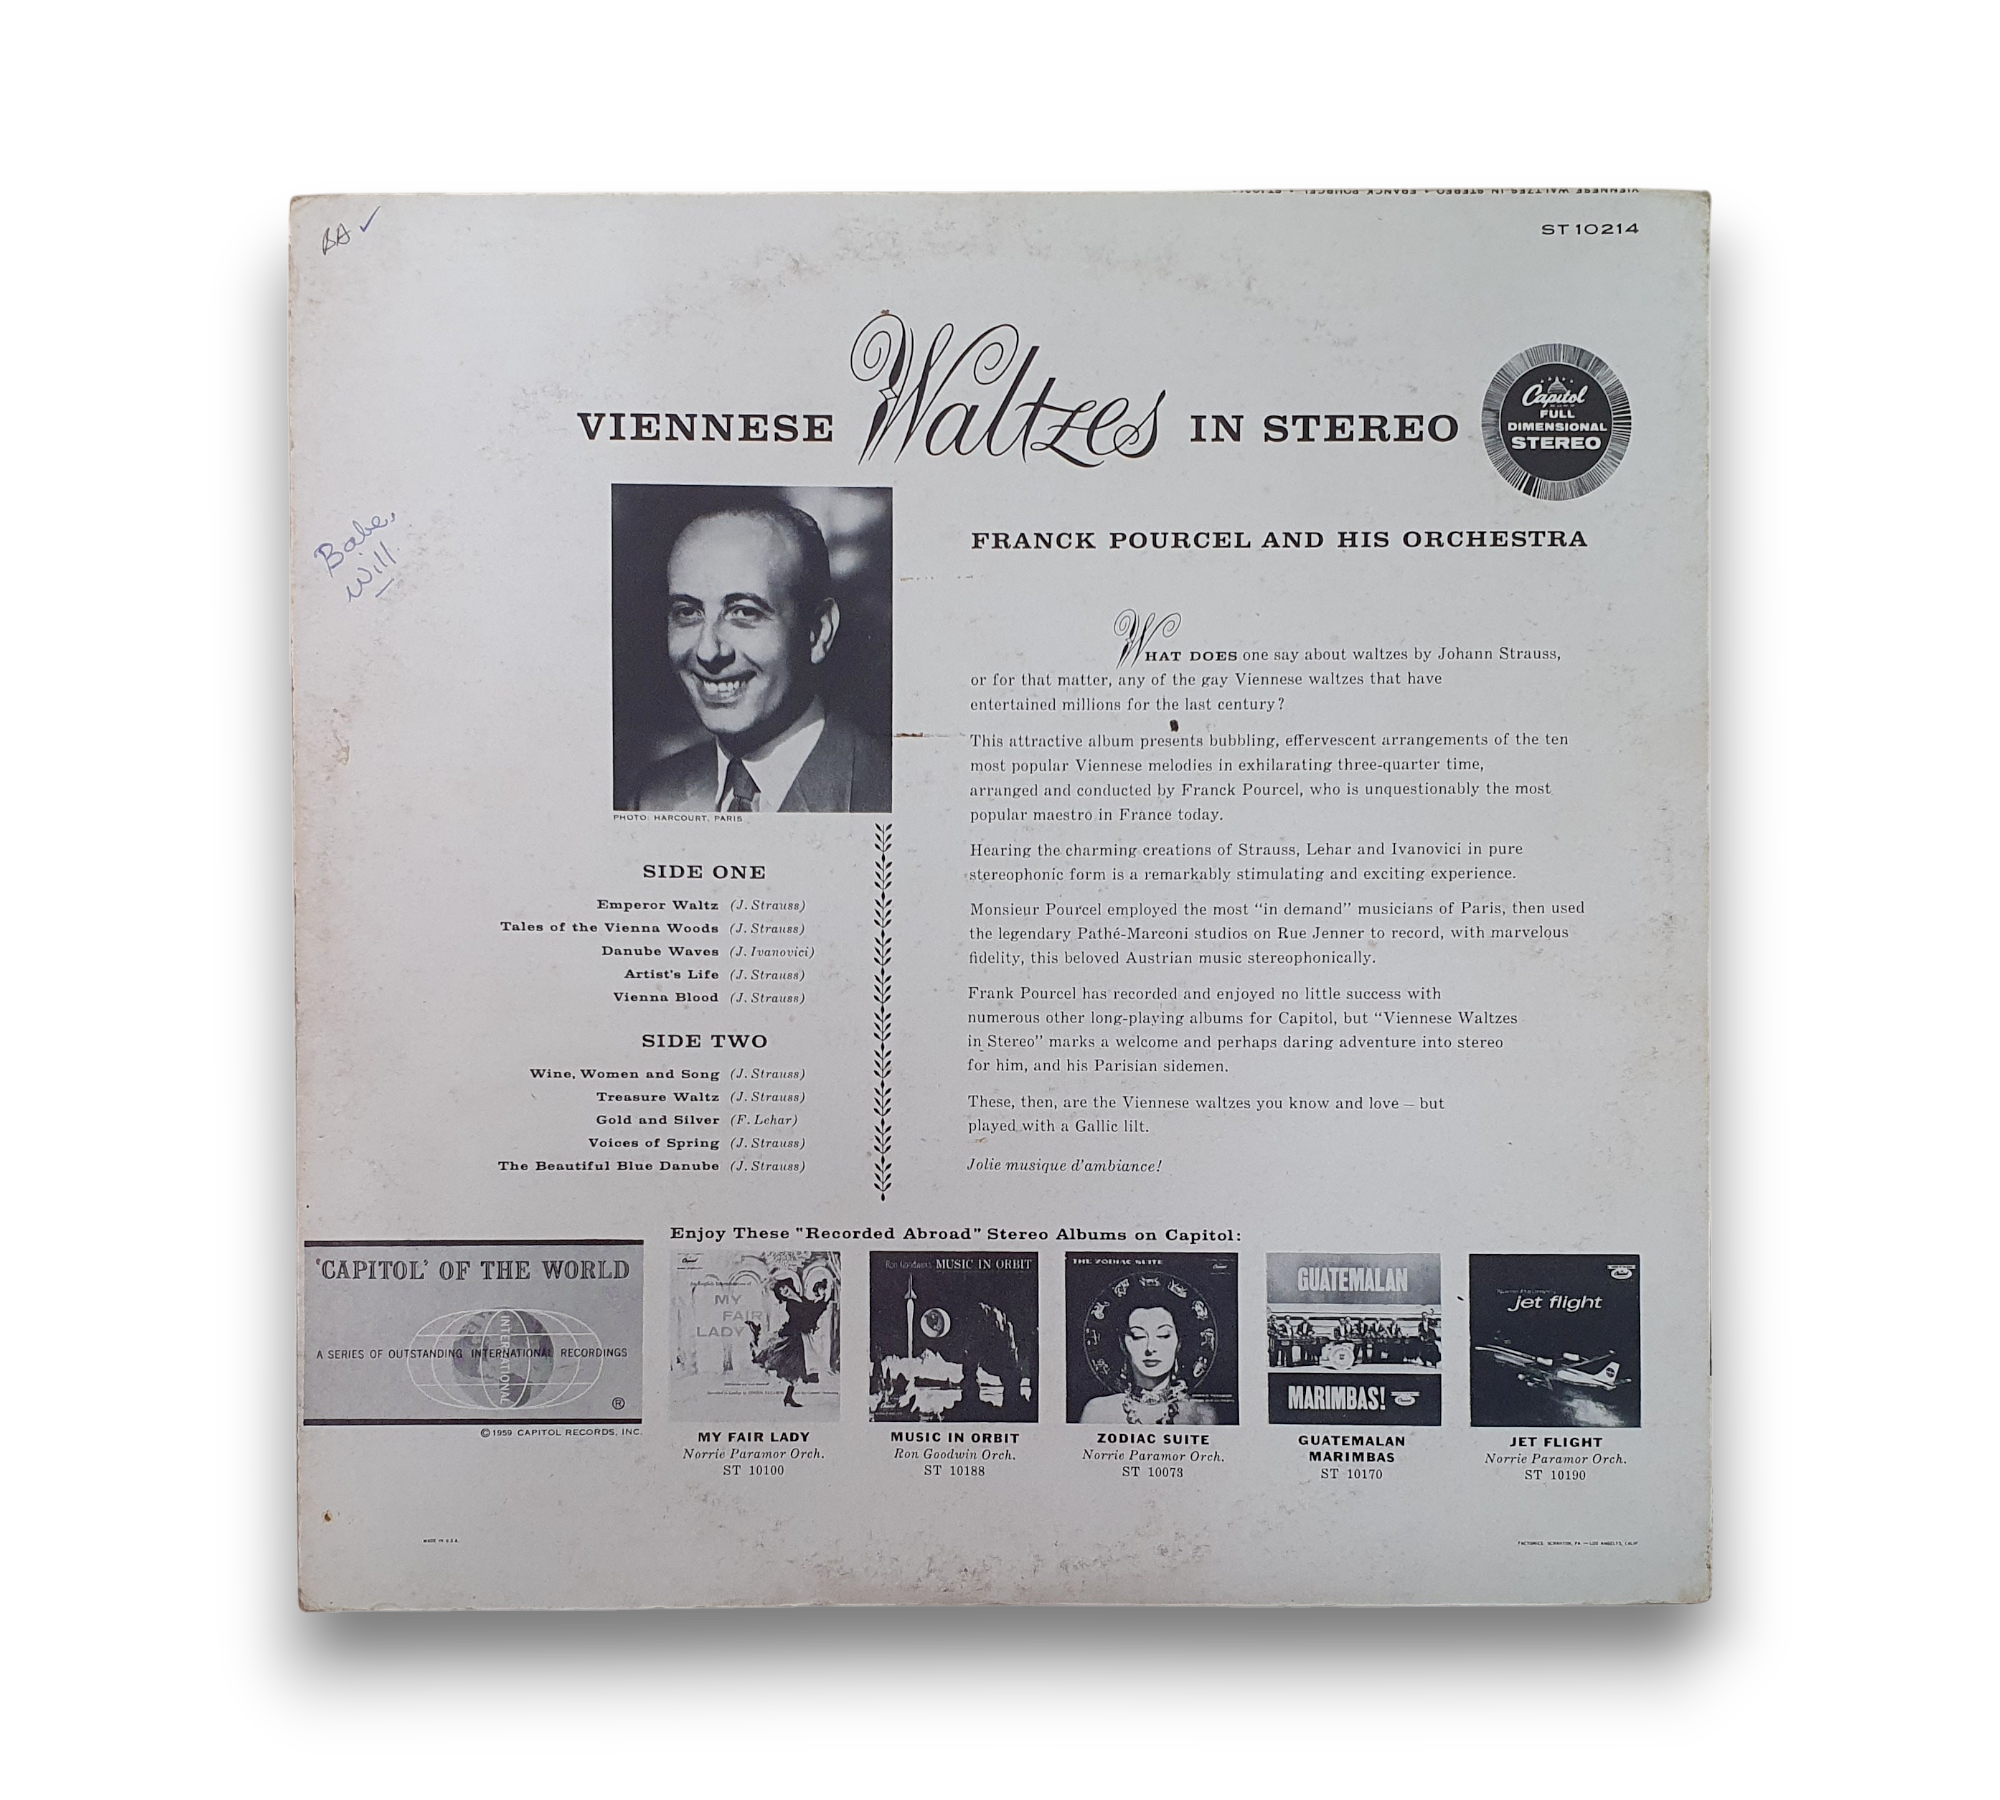 VIENNESE WALTZES IN STEREO • FRANCK POURCEL • ST10214
BA ✓
ST 10214
VIENNESE Waltzes IN STEREO
Capitol
FULL
DIMENSIONAL
STEREO
Babe,
Will
FRANCK POURCEL AND HIS ORCHESTRA
WHAT DOES one say about waltzes by Johann Strauss,
or for that matter, any of the gay Viennese waltzes that have
entertained millions for the last century?
This attractive album presents bubbling, effervescent arrangements of the ten
most popular Viennese melodies in exhilarating three-quarter time,
arranged and conducted by Franck Pourcel, who is unquestionably the most
popular maestro in France today.
Hearing the charming creations of Strauss, Lehar and Ivanovici in pure
stereophonic form is a remarkably stimulating and exciting experience.
Monsieur Pourcel employed the most “in demand” musicians of Paris, then used
the legendary Pathé-Marconi studios on Rue Jenner to record, with marvelous
fidelity, this beloved Austrian music stereophonically.
Frank Pourcel has recorded and enjoyed no little success with
numerous other long-playing albums for Capitol, but “Viennese Waltzes
in Stereo” marks a welcome and perhaps daring adventure into stereo
for him, and his Parisian sidemen.
These, then, are the Viennese waltzes you know and love — but
played with a Gallic lilt.
Jolie musique d'ambiance!
PHOTO: HARCOURT, PARIS
SIDE ONE
Emperor Waltz (J. Strauss)
Tales of the Vienna Woods (J. Strauss)
Danube Waves (J. Ivanovici)
Artist's Life (J. Strauss)
Vienna Blood (J. Strauss)
SIDE TWO
Wine, Women and Song (J. Strauss)
Treasure Waltz (J. Strauss)
Gold and Silver (F. Lehar)
Voices of Spring (J. Strauss)
The Beautiful Blue Danube (J. Strauss)
Enjoy These "Recorded Abroad" Stereo Albums on Capitol:
'CAPITOL' OF THE WORLD
INTERNATIONAL
A SERIES OF OUTSTANDING INTERNATIONAL RECORDINGS
®
© 1959 CAPITOL RECORDS, INC.
MY
FAIR
LADY
MY FAIR LADY
Norrie Paramor Orch.
ST 10100
Ron Goodwin: MUSIC IN ORBIT
MUSIC IN ORBIT
Ron Goodwin Orch.
ST 10188
THE ZODIAC SUITE
ZODIAC SUITE
Norrie Paramor Orch.
ST 10073
GUATEMALAN
MARIMBAS!
GUATEMALAN
MARIMBAS
ST 10170
jet flight
JET FLIGHT
Norrie Paramor Orch.
ST 10190
MADE IN U.S.A.
FACTORIES: SCRANTON, PA. — LOS ANGELES, CALIF.